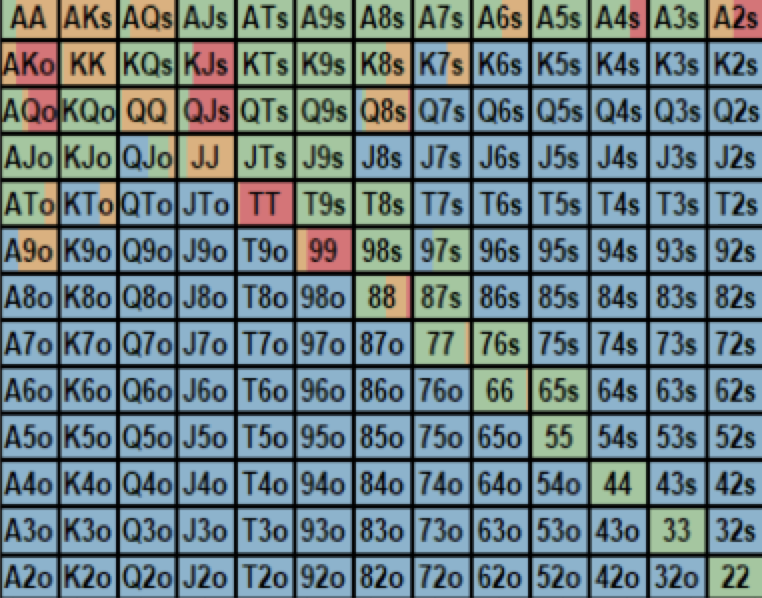 AA AKs AQs AJs ATs A9s A8s A7s A6s A5s A4s A3s A2s
AKo KK KQs KJs KTs K9s K8s K7s K6s K5s K4s K3s K2s
AQo KQo QQ QJs QTs Q9s Q8s Q7s Q6s Q5s Q4s Q3s Q2s
AJo KJo QJo JJ JTs J9s J8s J7s J6s J5s J4s J3s J2s
ATo KTo QTo JTo TT T9s T8s T7s T6s T5s T4s T3s T2s
A9o K9o Q9o J9o T9o 99 98s 97s 96s 95s 94s 93s 92s
A8o K8o Q8o J8o T8o 98o 88 87s 86s 85s 84s 83s 82s
A7o K7o Q7o J7o T7o 97o 87o 77 76s 75s 74s 73s 72s
A6o K6o Q6o J6o T6o 96o 86o 76o 66 65s 64s 63s 62s
A5o K5o Q5o J5o T5o 95o 85o 75o 65o 55 54s 53s 52s
A4o K4o Q4o J4o T4o 94o 84o 74o 64o 54o 44 43s 42s
A3o K3o Q3o J3o T3o 93o 83o 73o 63o 53o 43o 33 32s
A2o K2o Q2o J2o T2o 92o 82o 72o 62o 52o 42o 32o 22